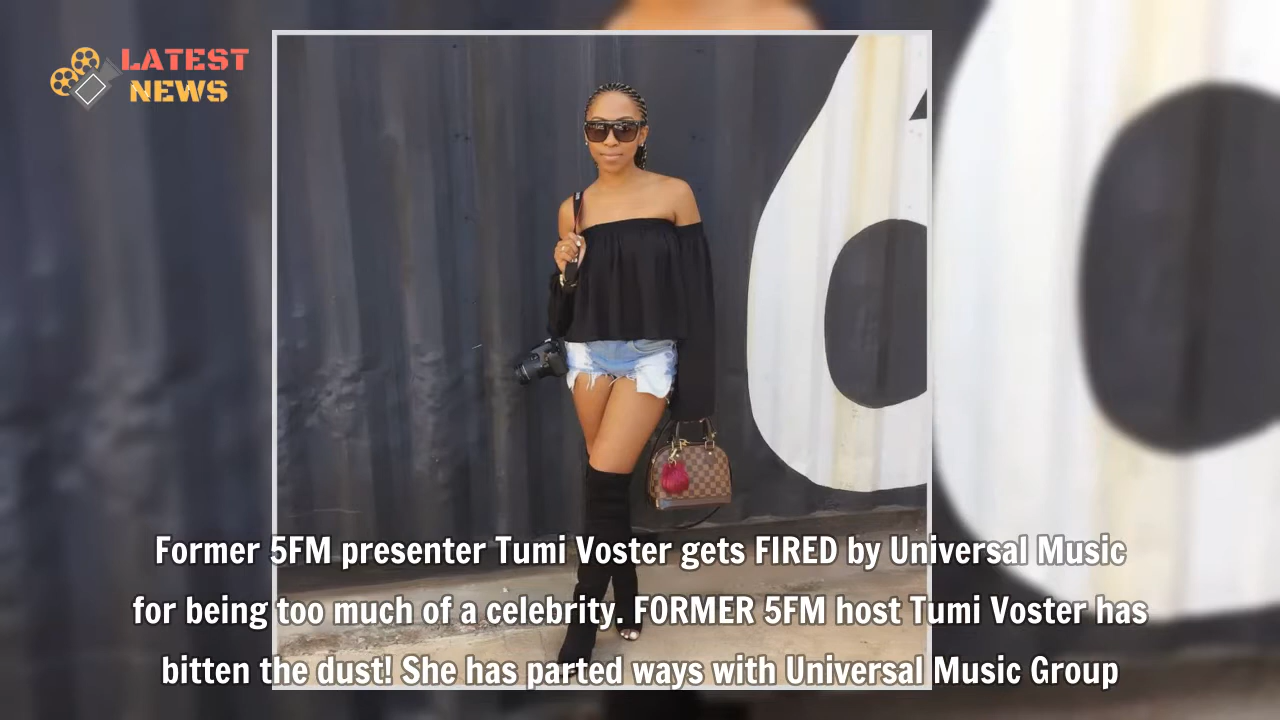 LATEST
NEWS
Former 5FM presenter Tumi Voster gets FIRED by Universal Music
for being too much of a celebrity. FORMER 5FM host Tumi Voster has
bitten the dust! She has parted ways with Universal Music Group